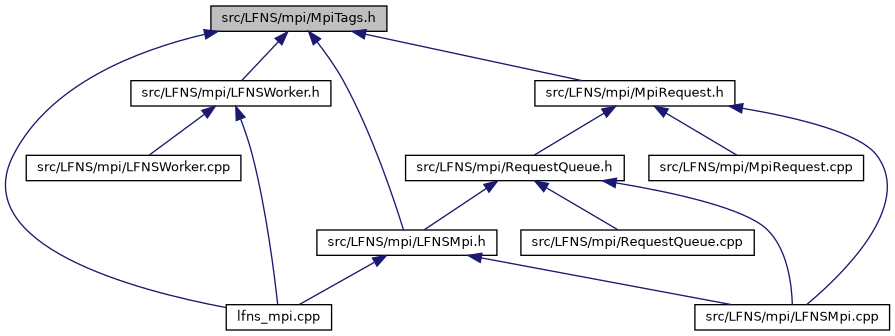 src/LFNS/mpi/MpiTags.h
src/LFNS/mpi/LFNSWorker.h
src/LFNS/mpi/MpiRequest.h
src/LFNS/mpi/LFNSWorker.cpp
src/LFNS/mpi/RequestQueue.h
src/LFNS/mpi/MpiRequest.cpp
src/LFNS/mpi/LFNSMpi.h
src/LFNS/mpi/RequestQueue.cpp
lfns_mpi.cpp
src/LFNS/mpi/LFNSMpi.cpp